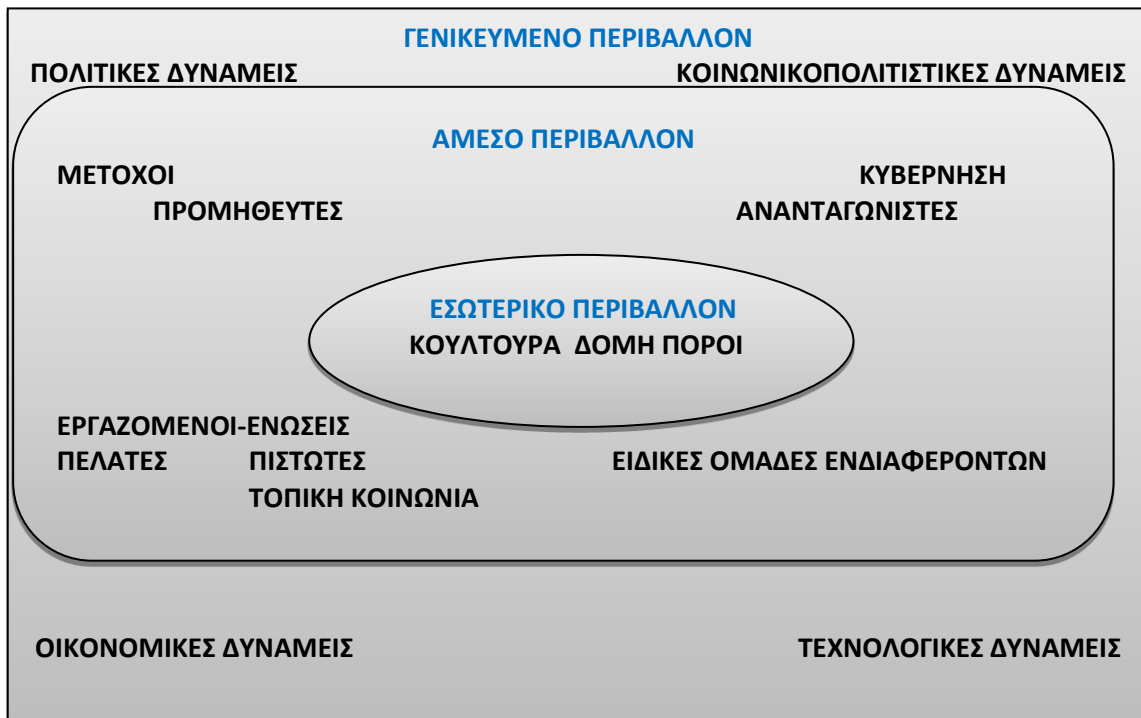 ΓΕΝΙΚΕΥΜΕΝΟ ΠΕΡΙΒΑΛΛΟΝ
ΠΟΛΙΤΙΚΕΣ ΔΥΝΑΜΕΙΣ ΚΟΙΝΩΝΙΚΟΠΟΛΙΤΙΣΤΙΚΕΣ ΔΥΝΑΜΕΙΣ
ΑΜΕΣΟ ΠΕΡΙΒΑΛΛΟΝ
ΜΕΤΟΧΟΙ ΚΥΒΕΡΝΗΣΗ
ΠΡΟΜΗΘΕΥΤΕΣ ΑΝΑΝΤΑΓΩΝΙΣΤΕΣ
ΕΣΩΤΕΡΙΚΟ ΠΕΡΙΒΑΛΛΟΝ
ΚΟΥΛΤΟΥΡΑ ΔΟΜΗ ΠΟΡΟΙ
ΕΡΓΑΖΟΜΕΝΟΙ-ΕΝΩΣΕΙΣ
ΠΕΛΑΤΕΣ ΠΙΣΤΩΤΕΣ ΕΙΔΙΚΕΣ ΟΜΑΔΕΣ ΕΝΔΙΑΦΕΡΟΝΤΩΝ
ΤΟΠΙΚΗ ΚΟΙΝΩΝΙΑ
ΟΙΚΟΝΟΜΙΚΕΣ ΔΥΝΑΜΕΙΣ ΤΕΧΝΟΛΟΓΙΚΕΣ ΔΥΝΑΜΕΙΣ